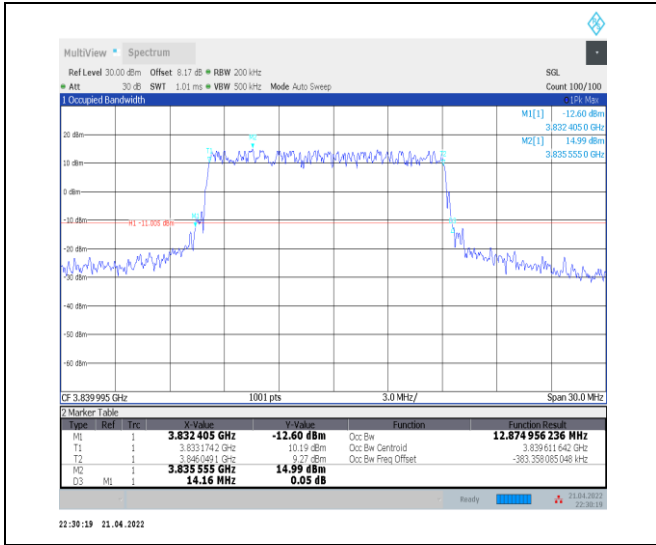 MultiView Spectrum
Ref Level 30.00 dBm Offset 8.17 dB RBW 200 kHz SGL
Att 30 dB SWT 1.01 ms VBW 500 kHz Mode Auto Sweep Count 100/100
1 Occupied Bandwidth 1Pk Max
M1[1] -12.60 dBm
3.832 405 0 GHz
M2[1] 14.99 dBm
3.835 555 0 GHz
20 dBm
10 dBm
0 dBm
-10 dBm
H1 -11.005 dBm
-20 dBm
-30 dBm
-40 dBm
-50 dBm
-60 dBm
CF 3.839 995 GHz 1001 pts 3.0 MHz/ Span 30.0 MHz
2 Marker Table
Type Ref Trc X-Value Y-Value Function Function Result
M1 1 3.832 405 GHz -12.60 dBm Occ Bw 12.874 956 236 MHz
T1 1 3.833 174 2 GHz 10.19 dBm Occ Bw Centroid 3.839 611 642 GHz
T2 1 3.846 049 1 GHz 9.27 dBm Occ Bw Freq Offset -383.358 085 048 kHz
M2 1 3.835 555 GHz 14.99 dBm
D3 M1 1 14.16 MHz 0.05 dB
Ready 21.04.2022
22:30:19
22:30:19 21.04.2022